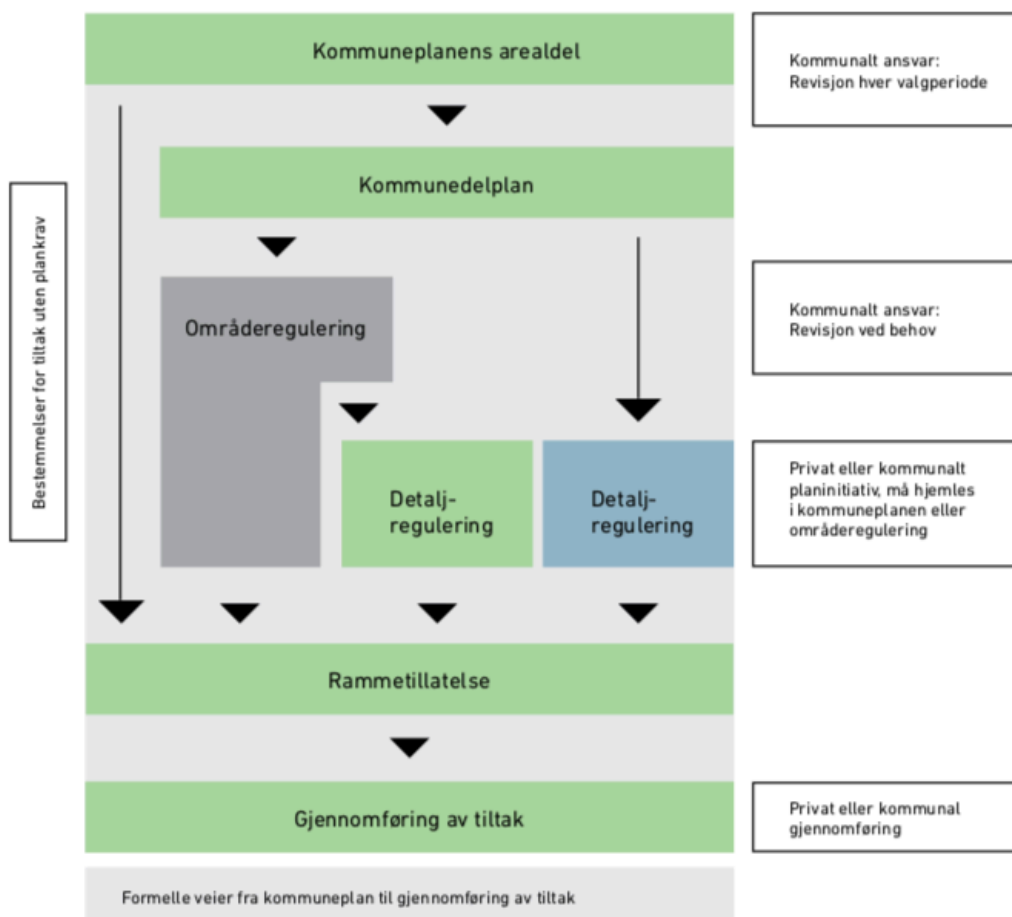 Kommuneplanens arealdel
Kommunalt ansvar:
Revisjon hver valgperiode
Kommunedelplan
Bestemmelser for tiltak uten plankrav
Områderegulering
Kommunalt ansvar:
Revisjon ved behov
Detalj-
regulering
Detalj-
regulering
Privat eller kommunalt
planinitiativ, må hjemles
i kommuneplanen eller
områderegulering
Rammetillatelse
Gjennomføring av tiltak
Privat eller kommunal
gjennomføring
Formelle veier fra kommuneplan til gjennomføring av tiltak